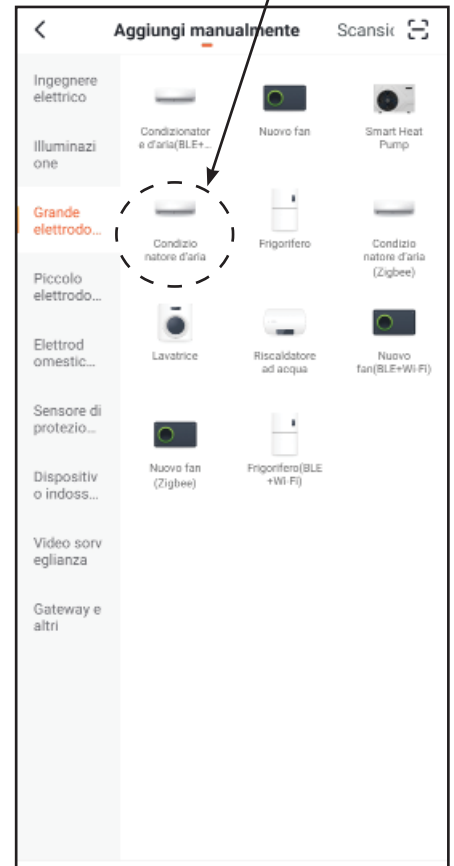 Aggiungi manualmente
Scansic
Ingegnere
elettrico
Illuminazi
one
Grande
elettrodo...
Piccolo
elettrodo...
Elettrod
omestic...
Sensore di
protezio...
Dispositiv
o indoss...
Video sorv
eglianza
Gateway e
altri
Condizionator
e d'aria(BLE+...
Nuovo fan
Smart Heat
Pump
Condizio
natore d'aria
Frigorifero
Condizio
natore d'aria
(Zigbee)
Lavatrice
Riscaldatore
ad acqua
Nuovo
fan(BLE+Wi-Fi)
Nuovo fan
(Zigbee)
Frigorifero(BLE
+Wi-Fi)